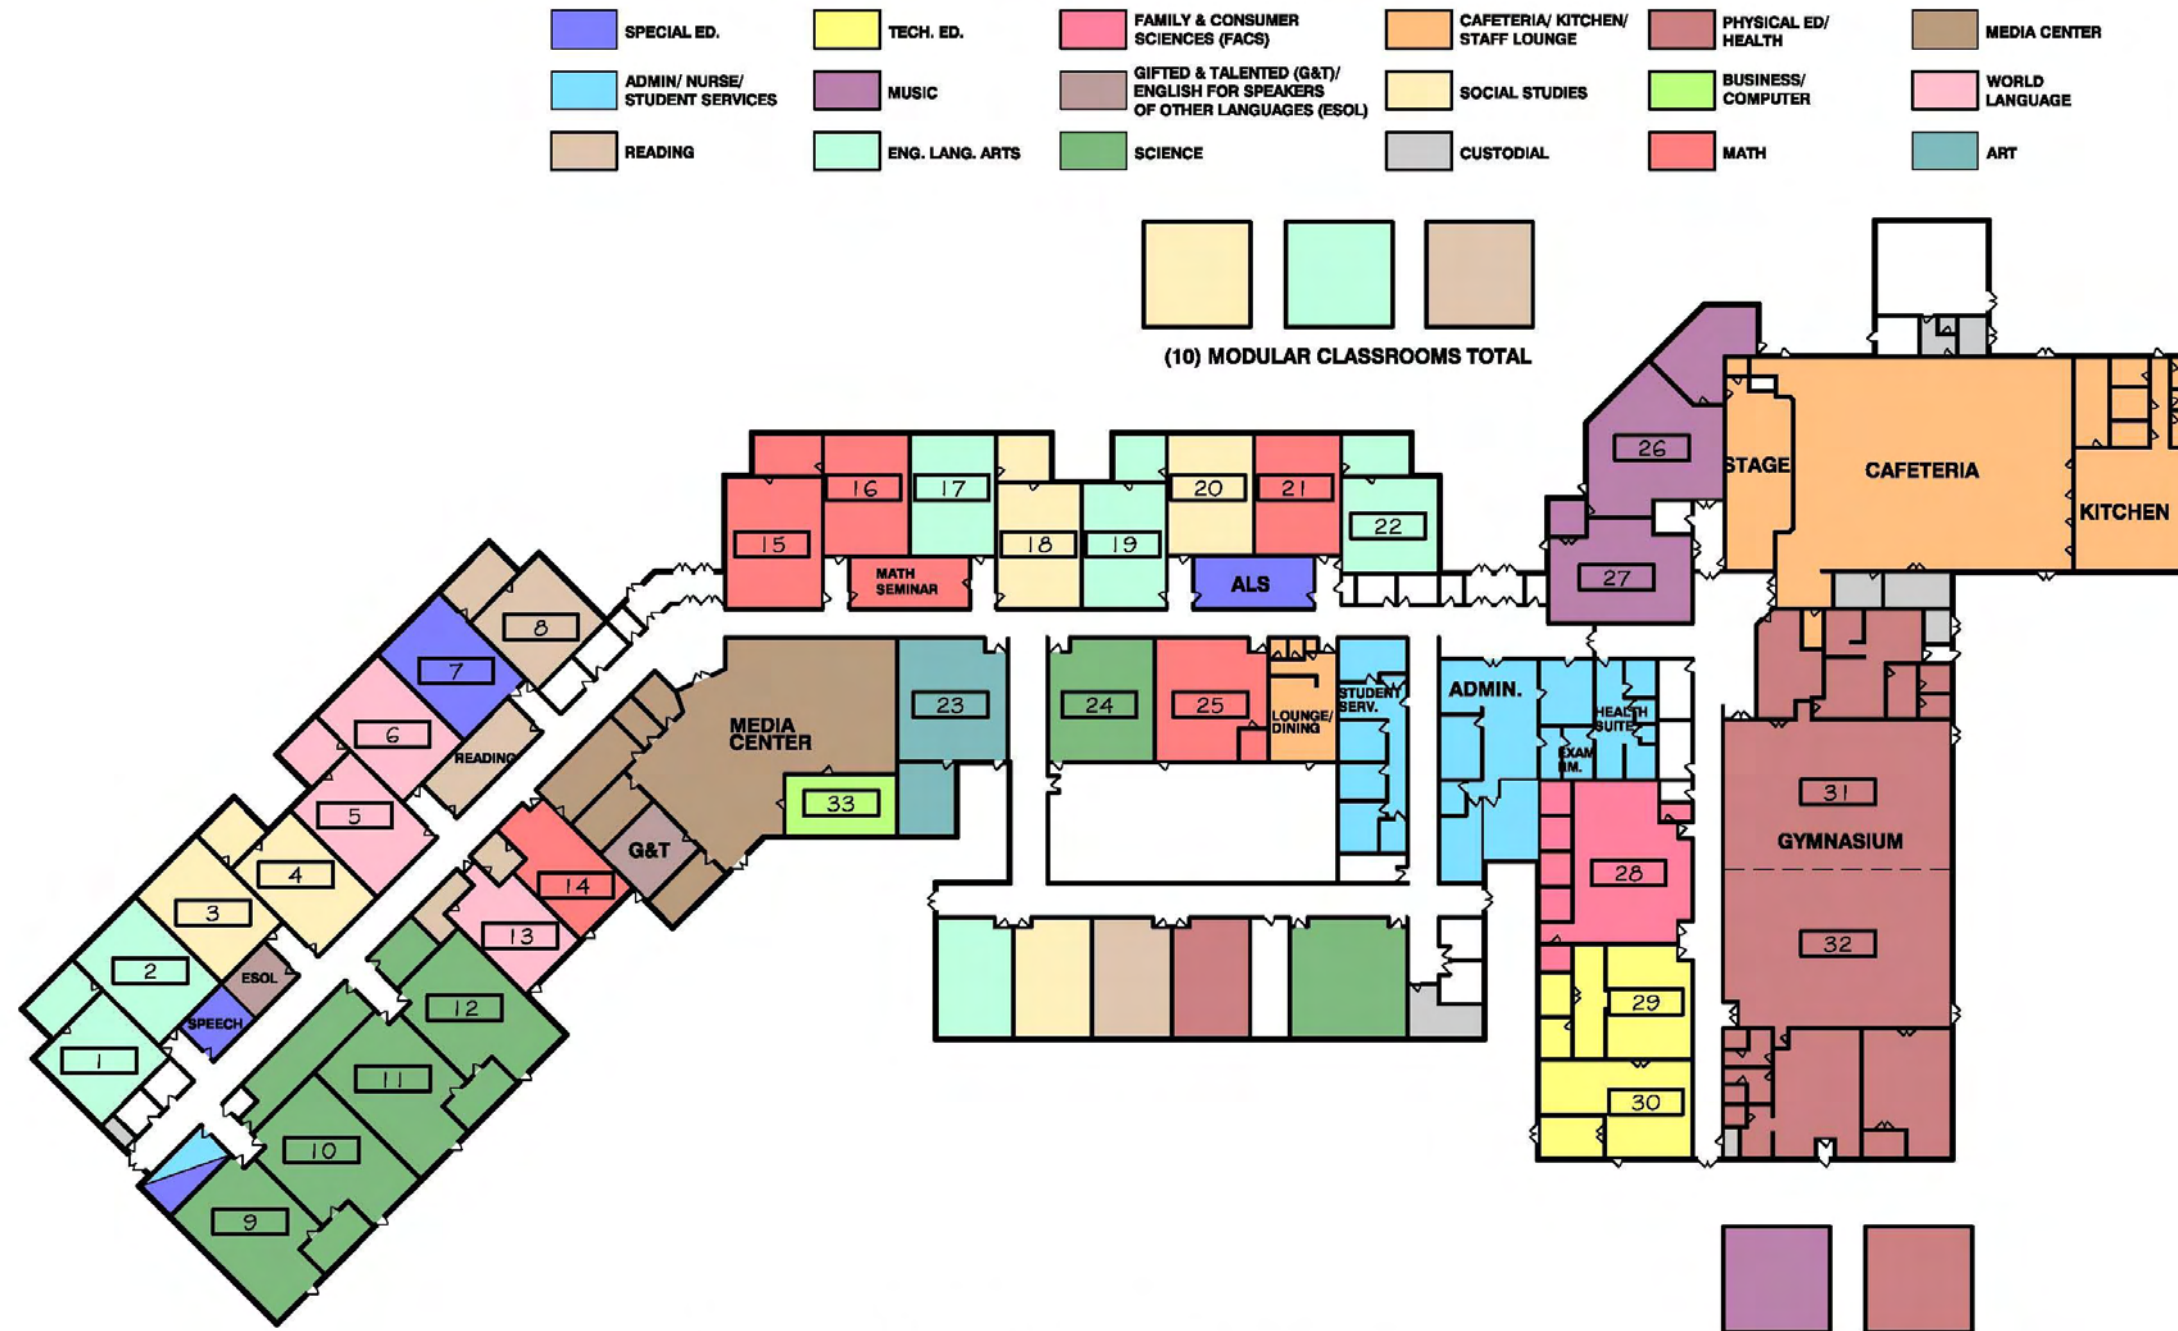 SPECIAL ED.
TECH. ED.
FAMILY & CONSUMER
SCIENCES (FACS)
CAFETERIA/ KITCHEN/
STAFF LOUNGE
PHYSICAL ED/
HEALTH
MEDIA CENTER
ADMIN/ NURSE/
STUDENT SERVICES
MUSIC
GIFTED & TALENTED (G&T)/
ENGLISH FOR SPEAKERS
OF OTHER LANGUAGES (ESOL)
SOCIAL STUDIES
BUSINESS/
COMPUTER
WORLD
LANGUAGE
READING
ENG. LANG. ARTS
SCIENCE
CUSTODIAL
MATH
ART
(10) MODULAR CLASSROOMS TOTAL
26
STAGE
CAFETERIA
KITCHEN
16
17
20
21
22
15
18
19
27
MATH
SEMINAR
ALS
8
7
6
READING
5
4
3
2
ESOL
SPEECH
1
MEDIA
CENTER
23
24
25
LOUNGE/
DINING
STUDENT
SERV.
ADMIN.
HEALTH
SUITE
EXAM
RM.
33
G&T
14
13
12
11
10
9
31
GYMNASIUM
32
28
29
30